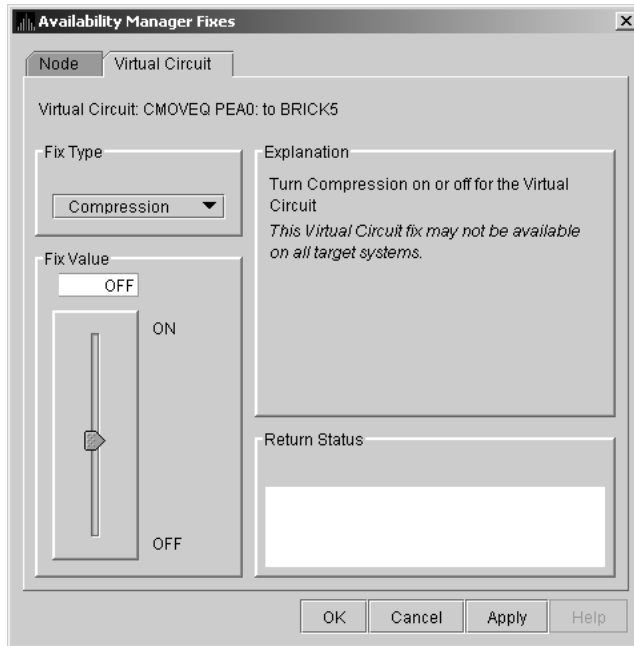 Availability Manager Fixes
Node
Virtual Circuit
Virtual Circuit: CMOVEQ PEA0: to BRICK5
Fix Type
Compression
Explanation
Turn Compression on or off for the Virtual
Circuit
This Virtual Circuit fix may not be available
on all target systems.
Fix Value
OFF
ON
OFF
Return Status
OK
Cancel
Apply
Help